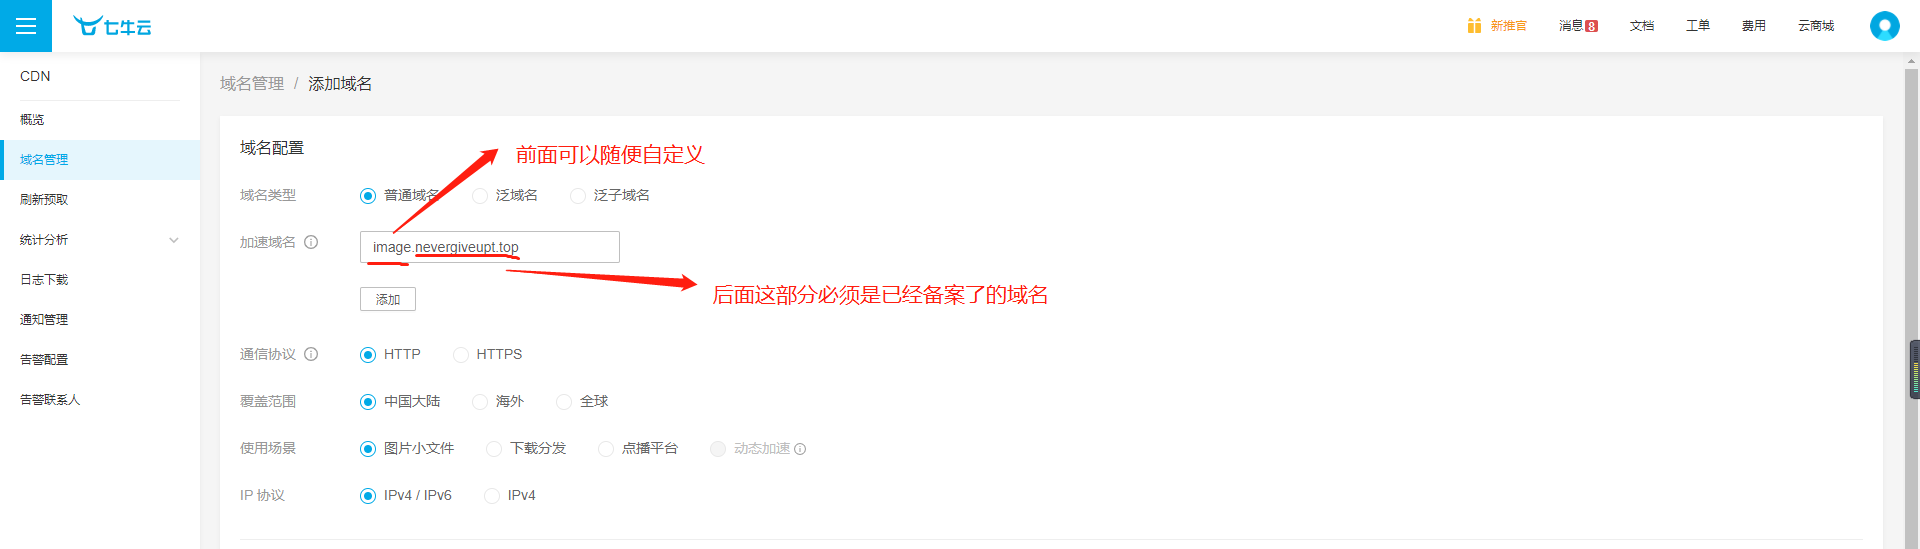 七牛云
新推官
消息 8
文档
工单
费用
云商城
CDN
概览
域名管理
刷新预取
统计分析
日志下载
通知管理
告警配置
告警联系人
域名管理 / 添加域名
域名配置
前面可以随便自定义
域名类型 普通域名 泛域名 泛子域名
加速域名 image.nevergiveupt.top
后面这部分必须是已经备案了的域名
添加
通信协议 HTTP HTTPS
覆盖范围 中国大陆 海外 全球
使用场景 图片小文件 下载分发 点播平台 动态加速
IP 协议 IPv4 / IPv6 IPv4